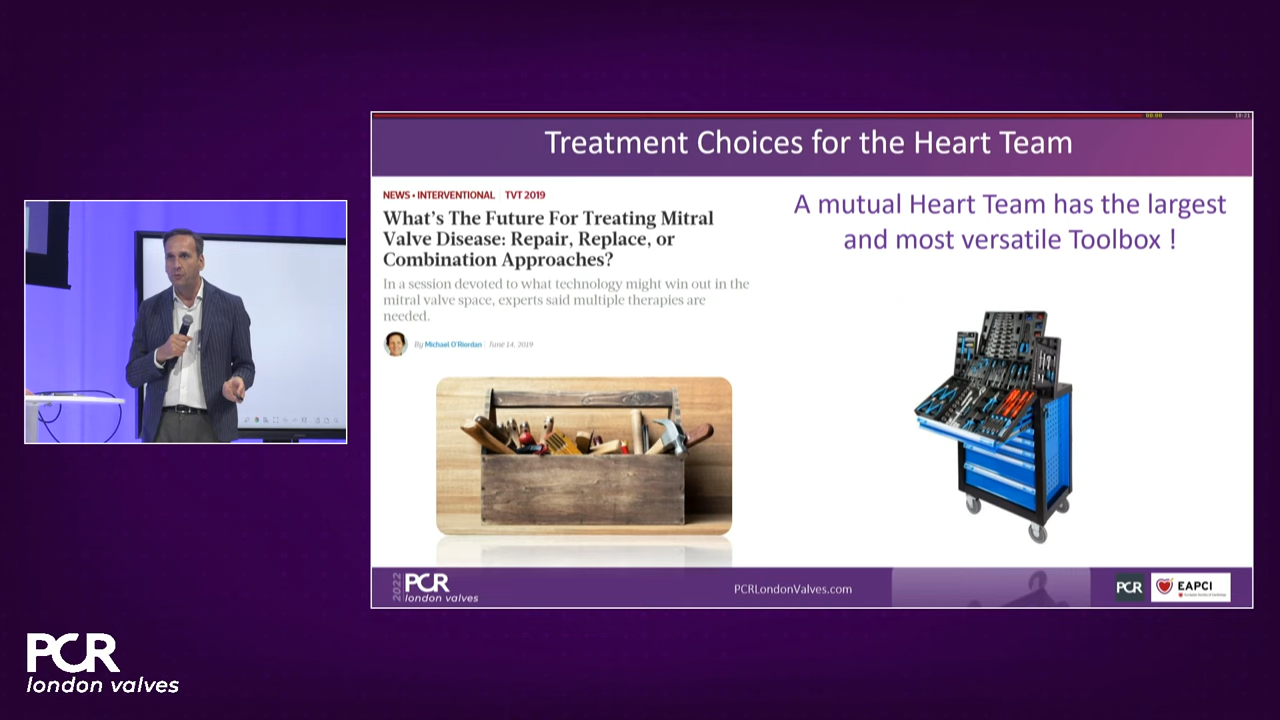 Treatment Choices for the Heart Team
NEWS • INTERVENTIONAL | TVT 2019
What's The Future For Treating Mitral
Valve Disease: Repair, Replace, or
Combination Approaches?
In a session devoted to what technology might win out in the
mitral valve space, experts said multiple therapies are
needed.
By Michael O'Riordan | June 14, 2019
A mutual Heart Team has the largest
and most versatile Toolbox !
2022
PCR
london valves
PCRLondonValves.com
PCR
EAPCI
PCR
london valves